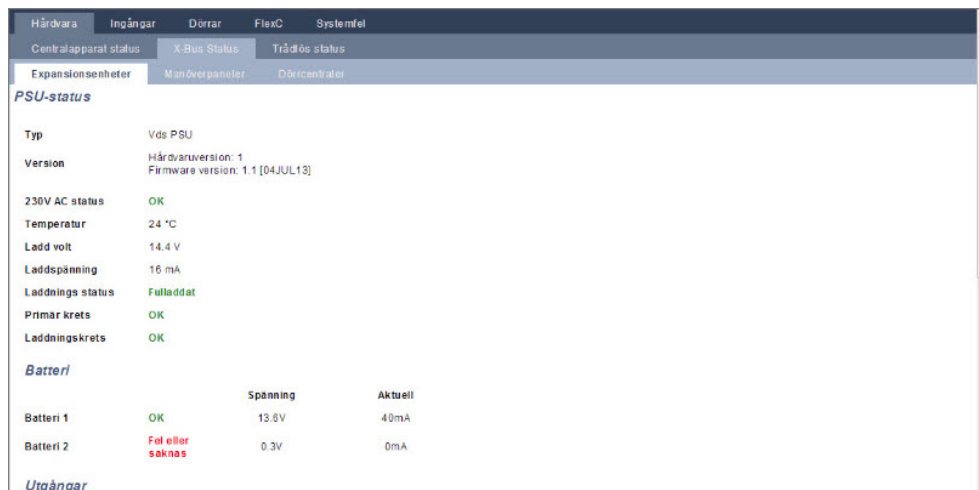 Hårdvara Ingångar Dörrar FlexC Systemfel
Centralapparat status X-Bus Status Trådlös status
Expansionsenheter Manöverpaneler Dörrcentraler
PSU-status
Typ Vds PSU
Version Hårdvaruversion: 1
Firmware version: 1.1 [04JUL13]
230V AC status OK
Temperatur 24 °C
Ladd volt 14.4 V
Laddspänning 16 mA
Laddnings status Fulladdat
Primär krets OK
Laddningskrets OK
Batteri
Spänning Aktuell
Batteri 1 OK 13.6V 40mA
Batteri 2 Fel eller saknas 0.3V 0mA
Utgångar